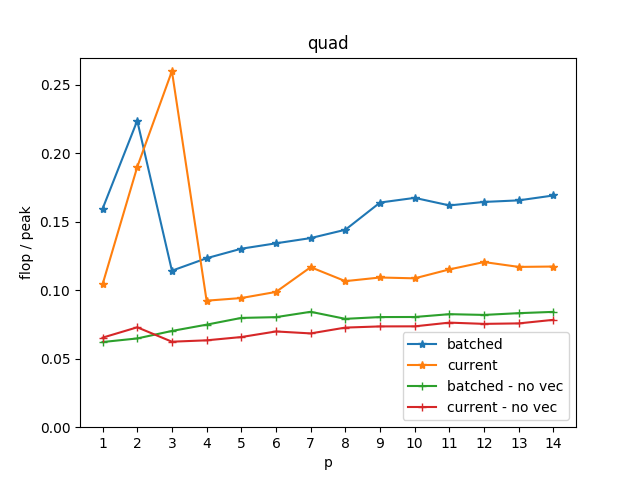 quad
flop / peak
0.25
0.20
0.15
0.10
0.05
0.00
1 2 3 4 5 6 7 8 9 10 11 12 13 14
p
batched
current
batched - no vec
current - no vec